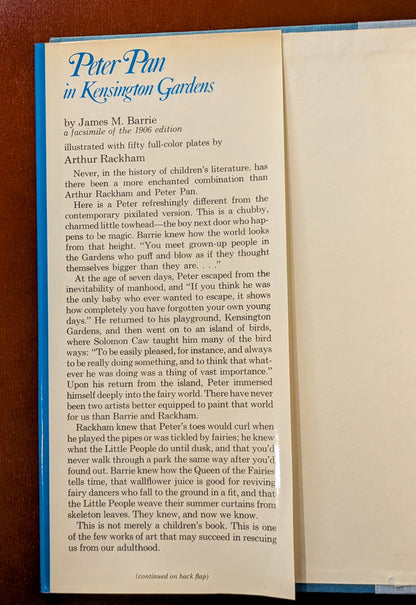 Peter Pan
in Kensington Gardens
by James M. Barrie
a facsimile of the 1906 edition
illustrated with fifty full-color plates by
Arthur Rackham
Never, in the history of children's literature, has
there been a more enchanted combination than
Arthur Rackham and Peter Pan.
Here is a Peter refreshingly different from the
contemporary pixilated version. This is a chubby,
charmed little towhead—the boy next door who hap-
pens to be magic. Barrie knew how the world looks
from that height. "You meet grown-up people in
the Gardens who puff and blow as if they thought
themselves bigger than they are. . . ."
At the age of seven days, Peter escaped from the
inevitability of manhood, and "If you think he was
the only baby who ever wanted to escape, it shows
how completely you have forgotten your own young
days." He returned to his playground, Kensington
Gardens, and then went on to an island of birds,
where Solomon Caw taught him many of the bird
ways: "To be easily pleased, for instance, and always
to be really doing something, and to think that what-
ever he was doing was a thing of vast importance."
Upon his return from the island, Peter immersed
himself deeply into the fairy world. There have never
been two artists better equipped to paint that world
for us than Barrie and Rackham.
Rackham knew that Peter's toes would curl when
he played the pipes or was tickled by fairies; he knew
what the Little People do until dusk, and that you'd
never walk through a park the same way after you'd
found out. Barrie knew how the Queen of the Fairies
tells time, that wallflower juice is good for reviving
fairy dancers who fall to the ground in a fit, and that
the Little People weave their summer curtains from
skeleton leaves. They knew, and now we know.
This is not merely a children's book. This is one
of the few works of art that may succeed in rescuing
us from our adulthood.
(continued on back flap)